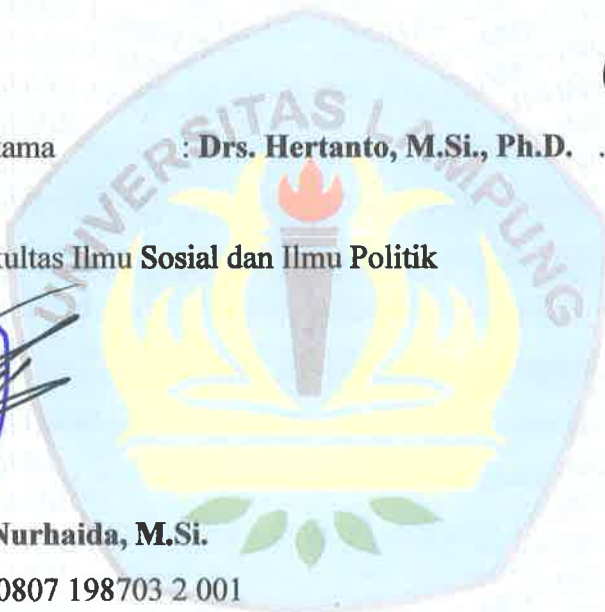 tama : Drs. Hertanto, M.Si., Ph.D. .
UNIVERSITAS LAMPUNG
kultas Ilmu Sosial dan Ilmu Politik
Nurhaida, M.Si.
0807 198703 2 001